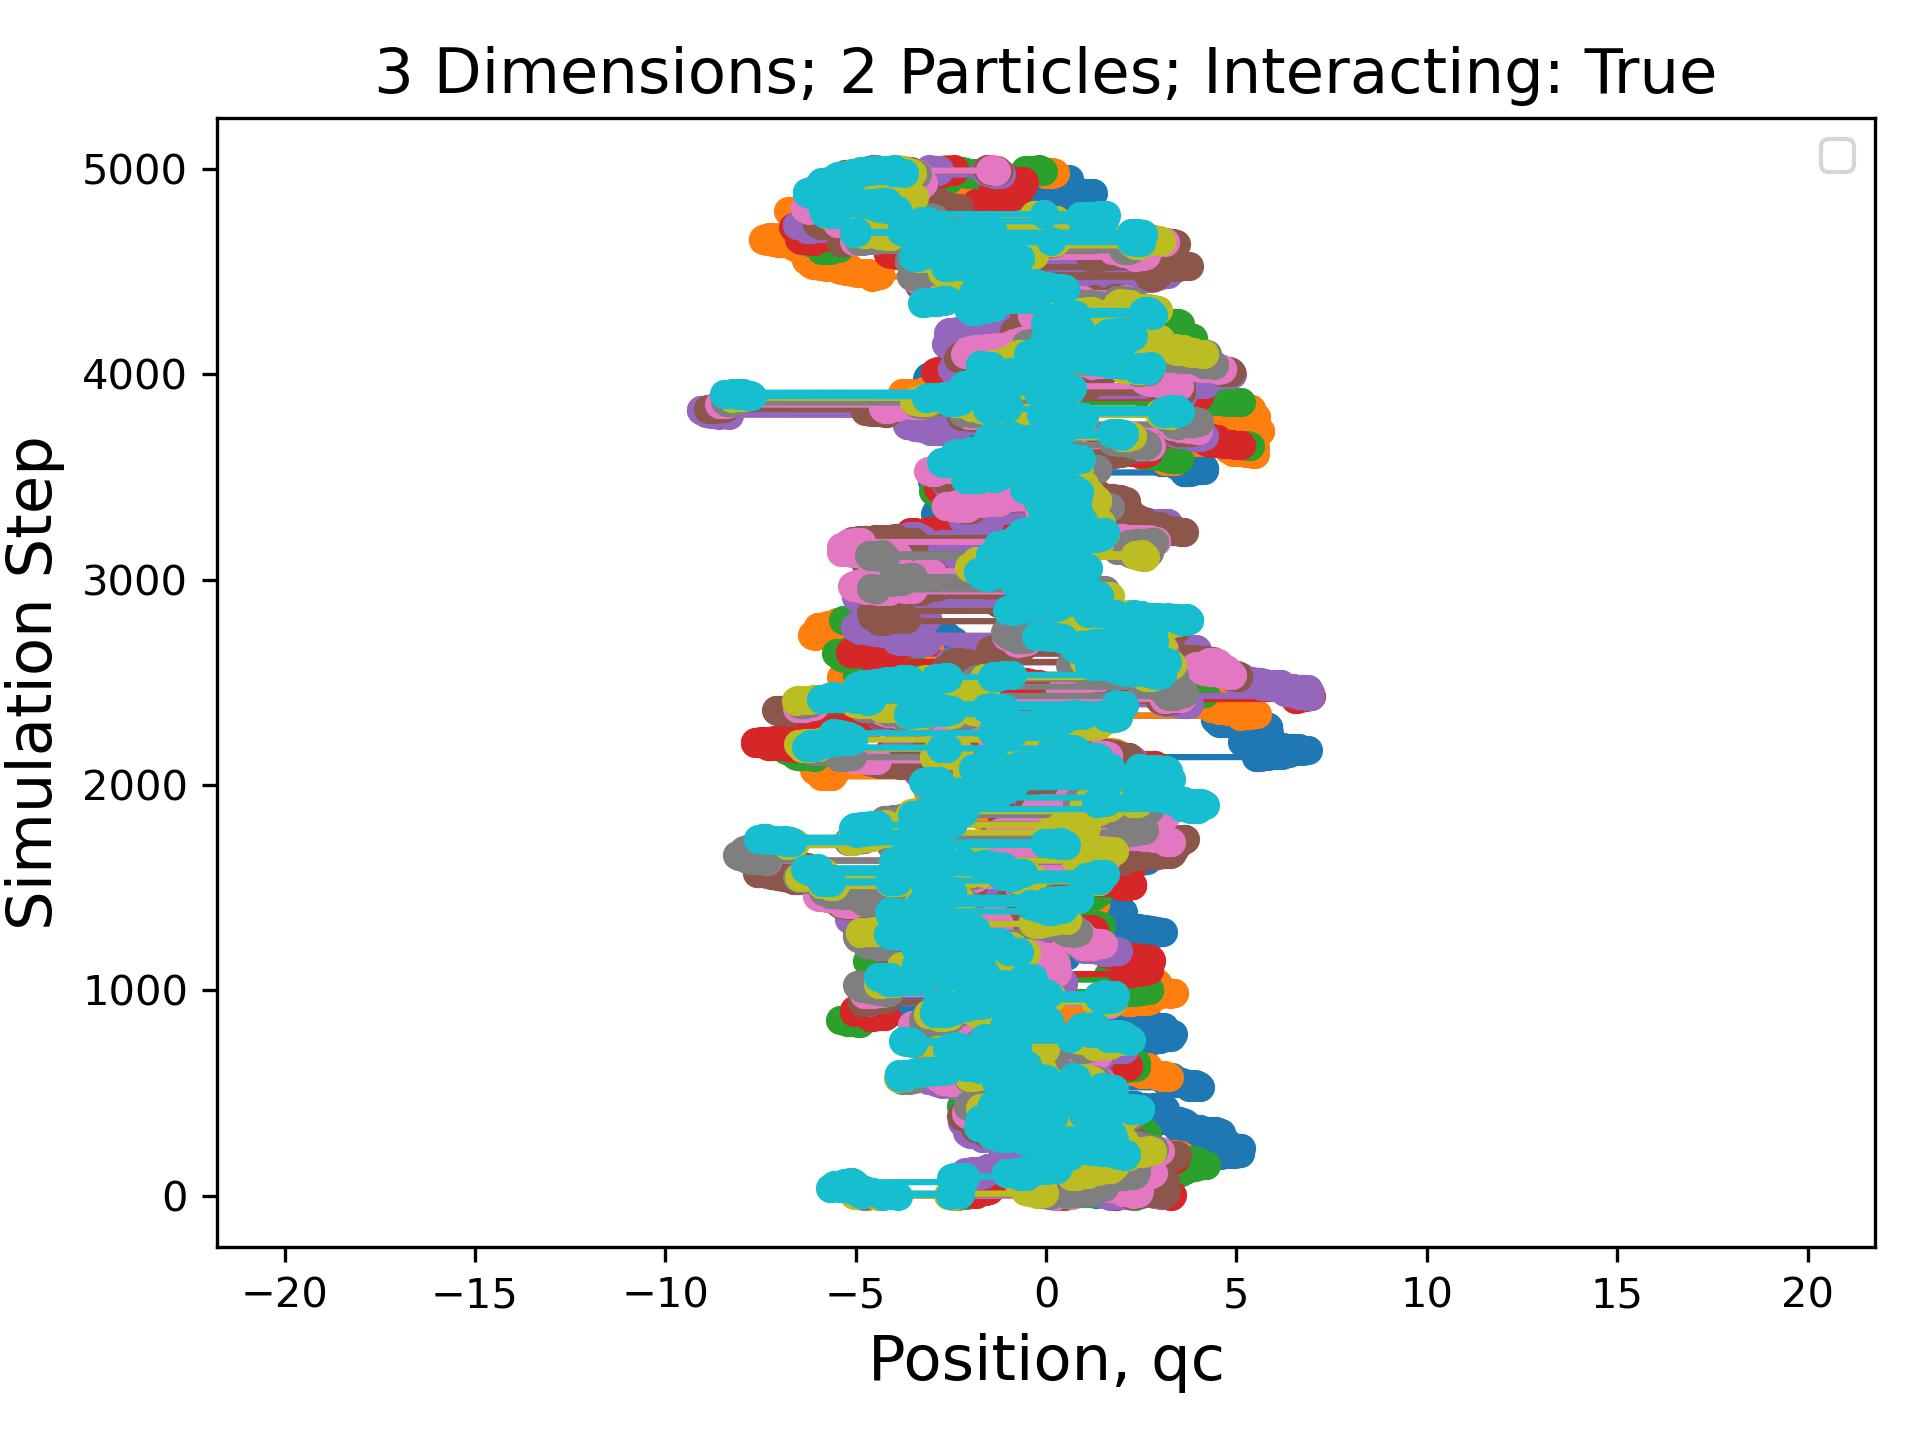 3 Dimensions; 2 Particles; Interacting: True
Simulation Step
5000
4000
3000
2000
1000
0
−20 −15 −10 −5 0 5 10 15 20
Position, qc